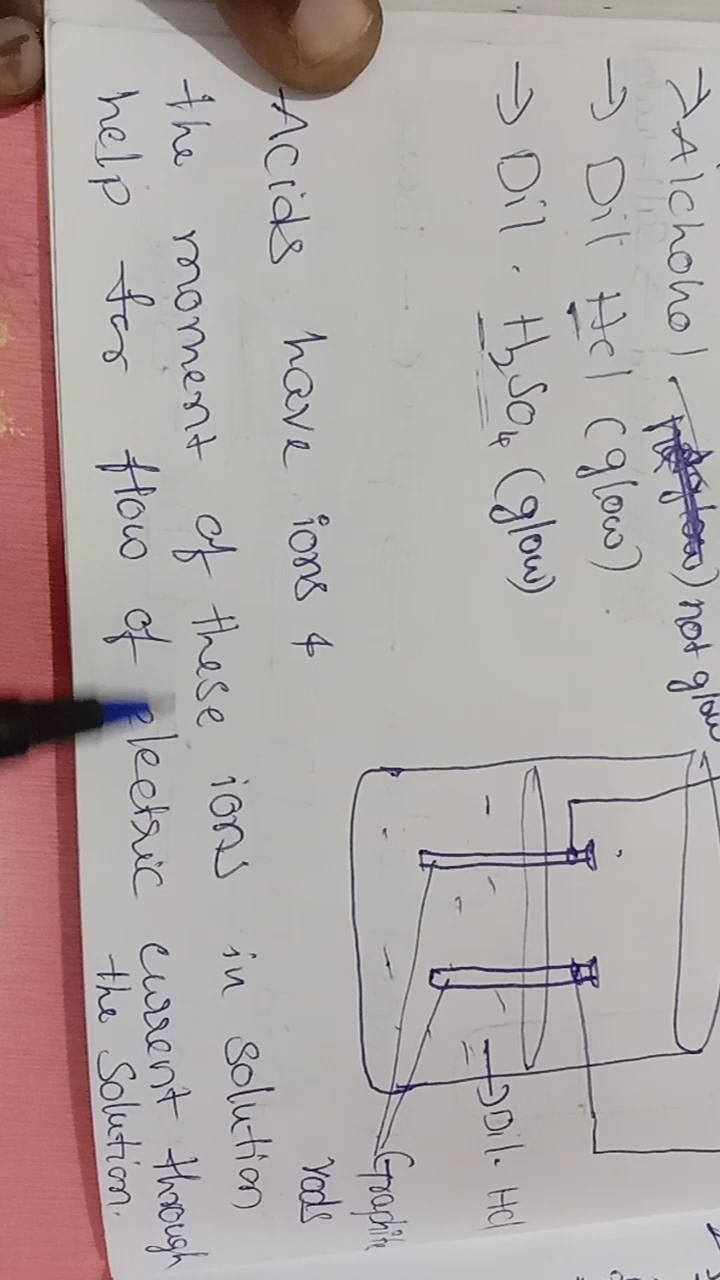 → Alchohol not glow
→ Dil Hcl (glow)
→ Dil. H₂SO₄ (glow)
→ Dil. Hcl
Graphite
rods
Acids have ions &
the moment of these ions in solution
help for flow of electric current through
the solution.